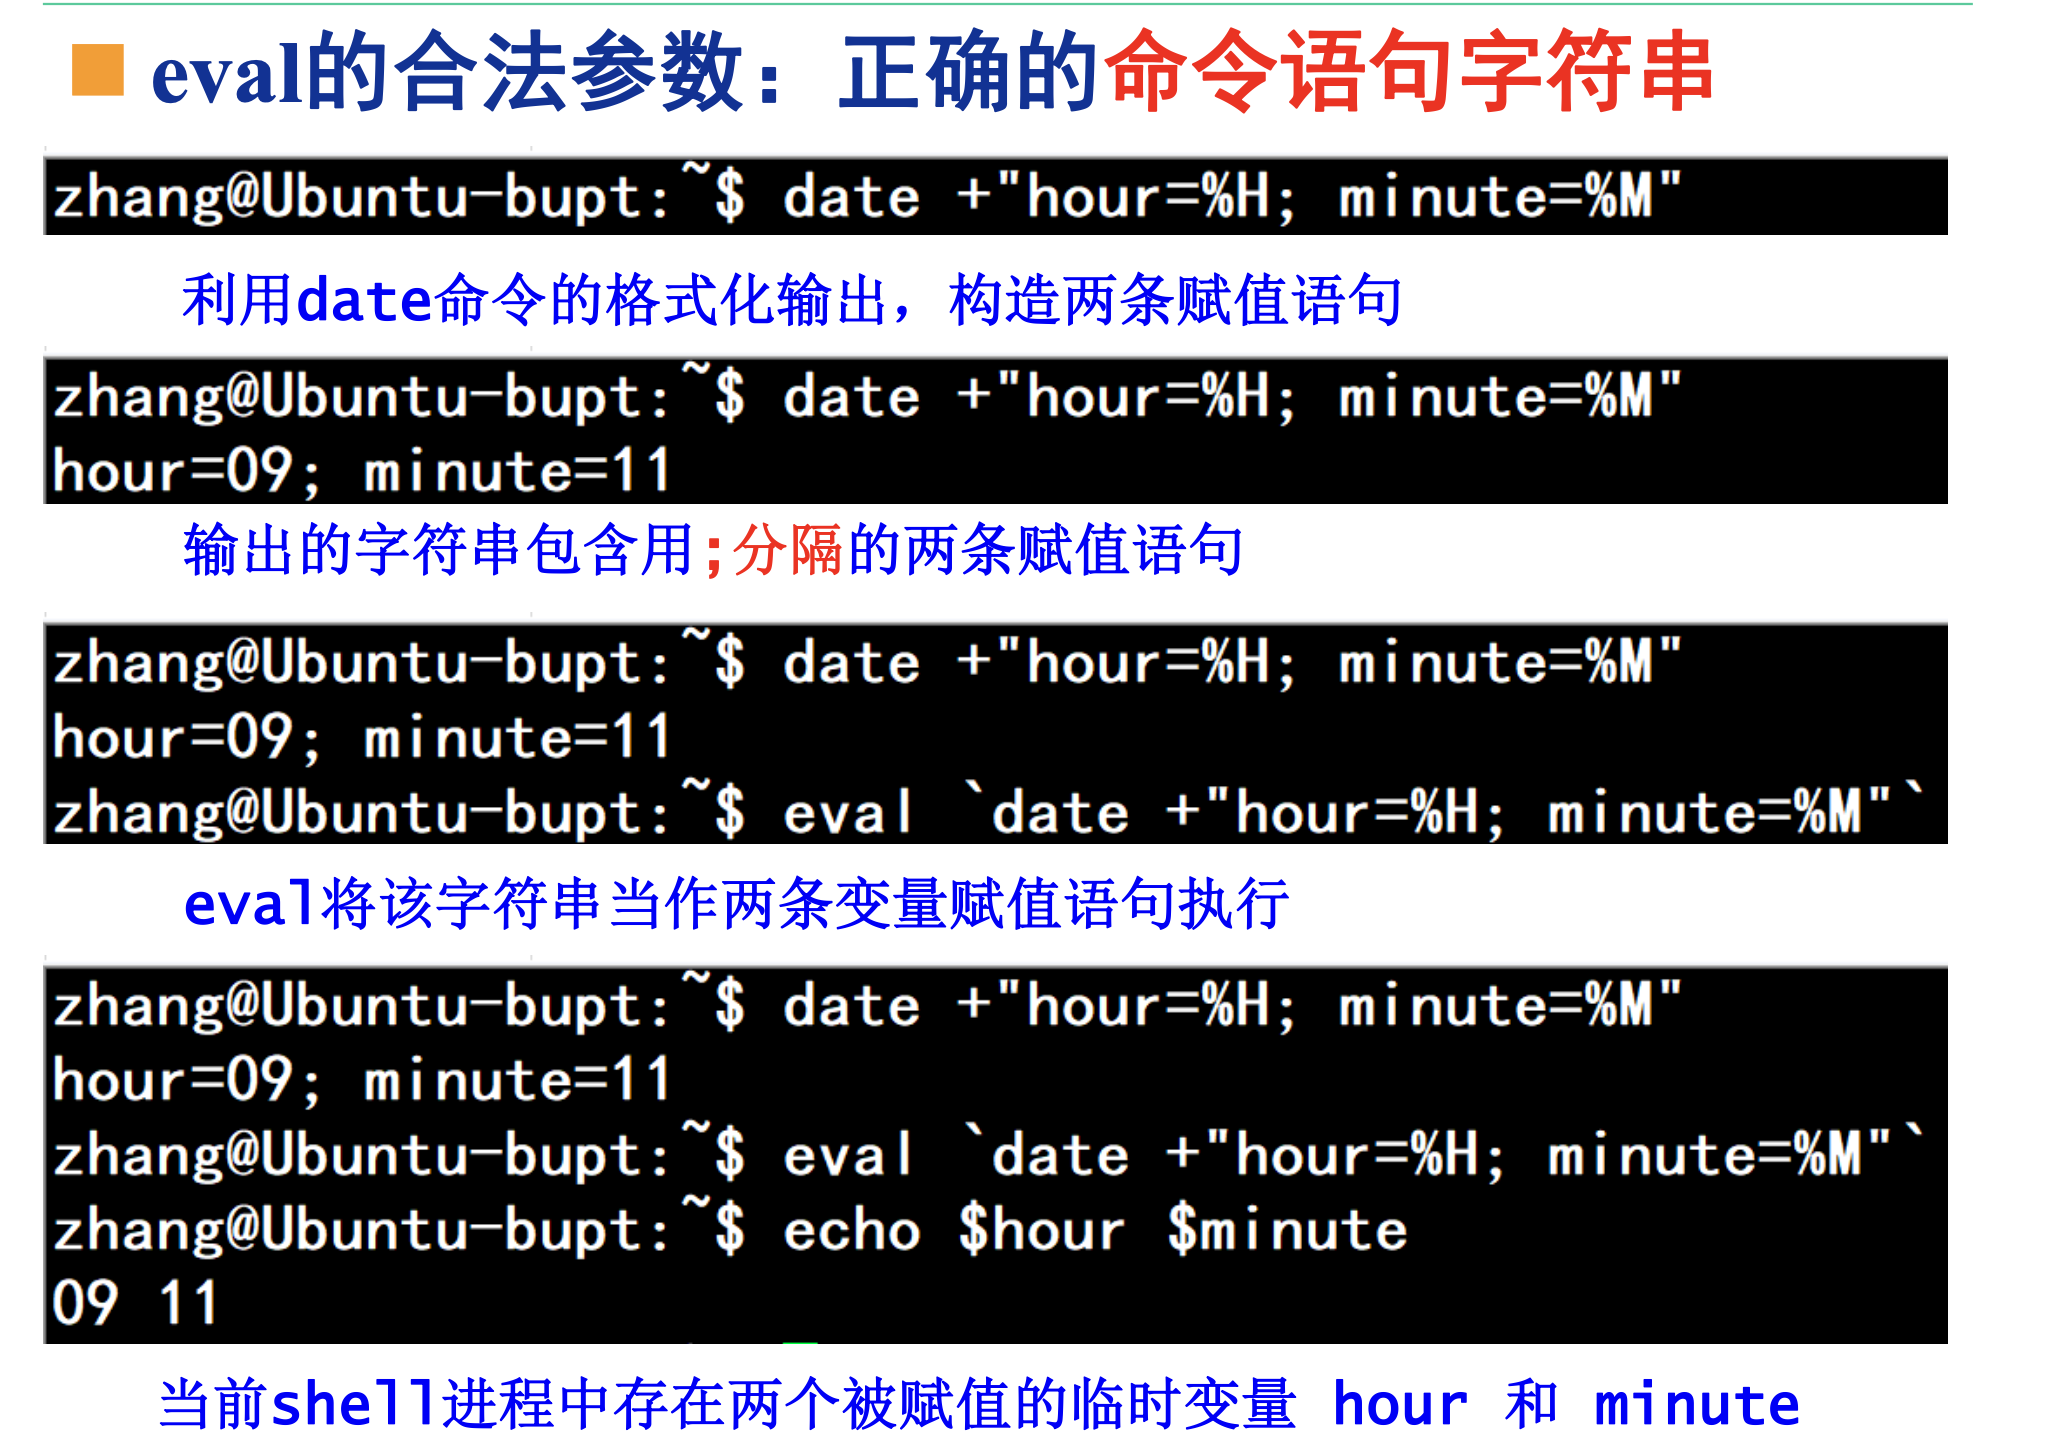 eval的合法参数：正确的命令语句字符串
zhang@Ubuntu-bupt:~$ date +"hour=%H; minute=%M"
利用date命令的格式化输出，构造两条赋值语句
zhang@Ubuntu-bupt:~$ date +"hour=%H; minute=%M"
hour=09; minute=11
输出的字符串包含用;分隔的两条赋值语句
zhang@Ubuntu-bupt:~$ date +"hour=%H; minute=%M"
hour=09; minute=11
zhang@Ubuntu-bupt:~$ eval `date +"hour=%H; minute=%M"`
eval将该字符串当作两条变量赋值语句执行
zhang@Ubuntu-bupt:~$ date +"hour=%H; minute=%M"
hour=09; minute=11
zhang@Ubuntu-bupt:~$ eval `date +"hour=%H; minute=%M"`
zhang@Ubuntu-bupt:~$ echo $hour $minute
09 11
当前shell进程中存在两个被赋值的临时变量 hour 和 minute